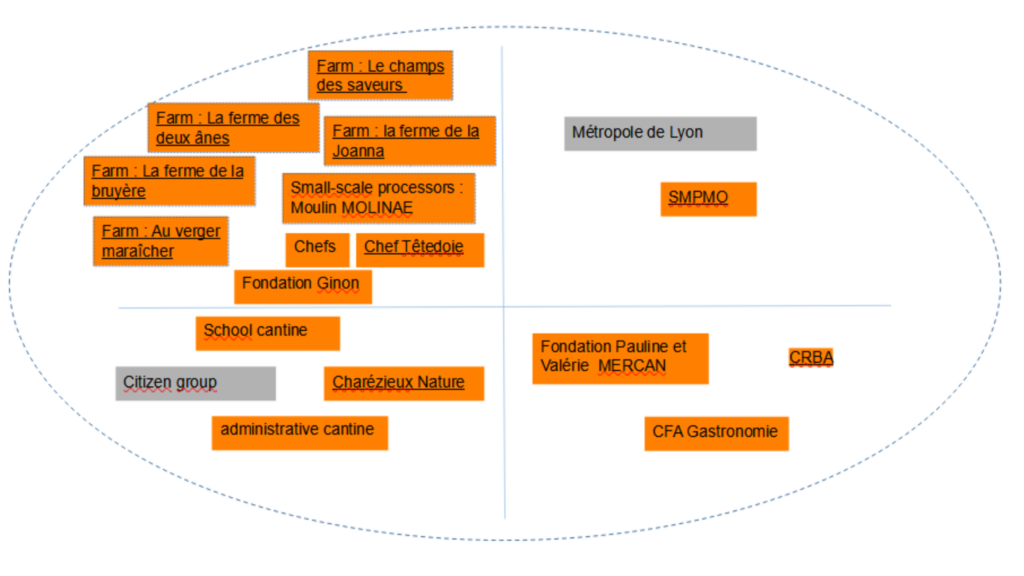 Farm : Le champs
des saveurs
Farm : La ferme des
deux ânes
Farm : la ferme de la
Joanna
Farm : La ferme de la
bruyère
Small-scale processors :
Moulin MOLINAE
Farm : Au verger
maraîcher
Chefs
Chef Têtedoie
Fondation Ginon
Métropole de Lyon
SMPMO
School cantine
Citizen group
Charézieux Nature
administrative cantine
Fondation Pauline et
Valérie MERCAN
CRBA
CFA Gastronomie